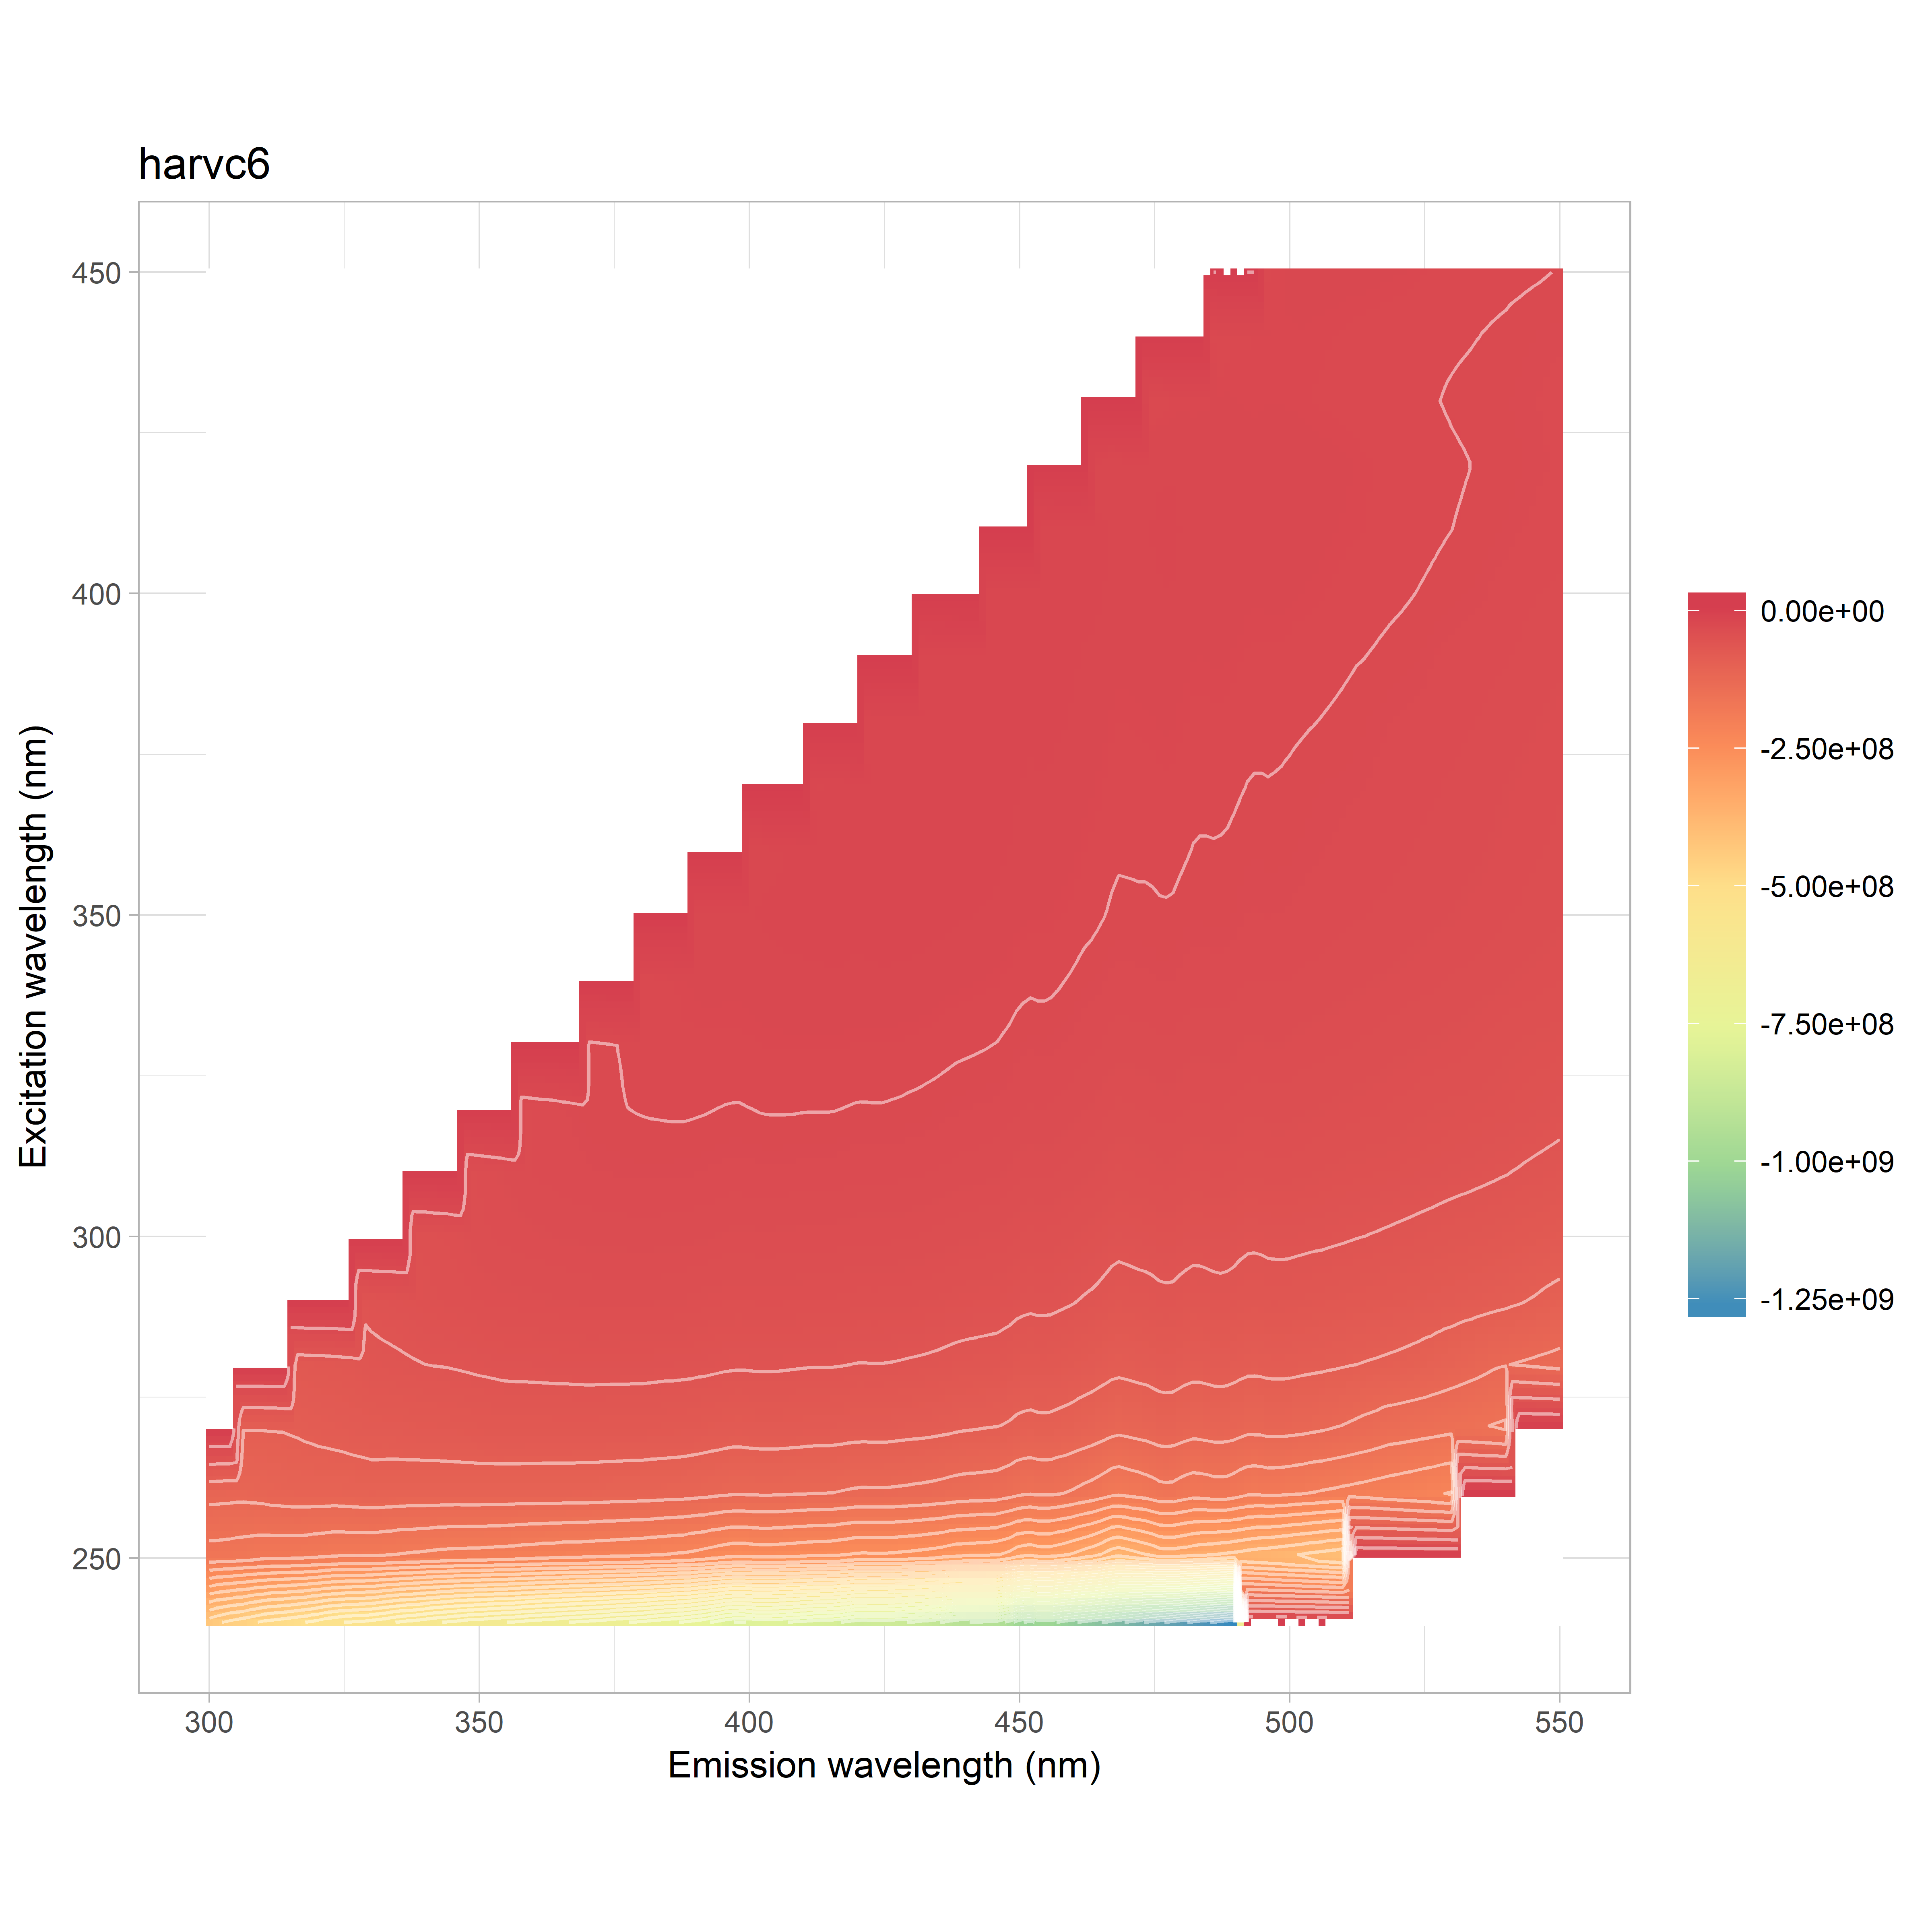 harvc6
450
400
350
300
250
Excitation wavelength (nm)
300 350 400 450 500 550
Emission wavelength (nm)
0.00e+00
-2.50e+08
-5.00e+08
-7.50e+08
-1.00e+09
-1.25e+09